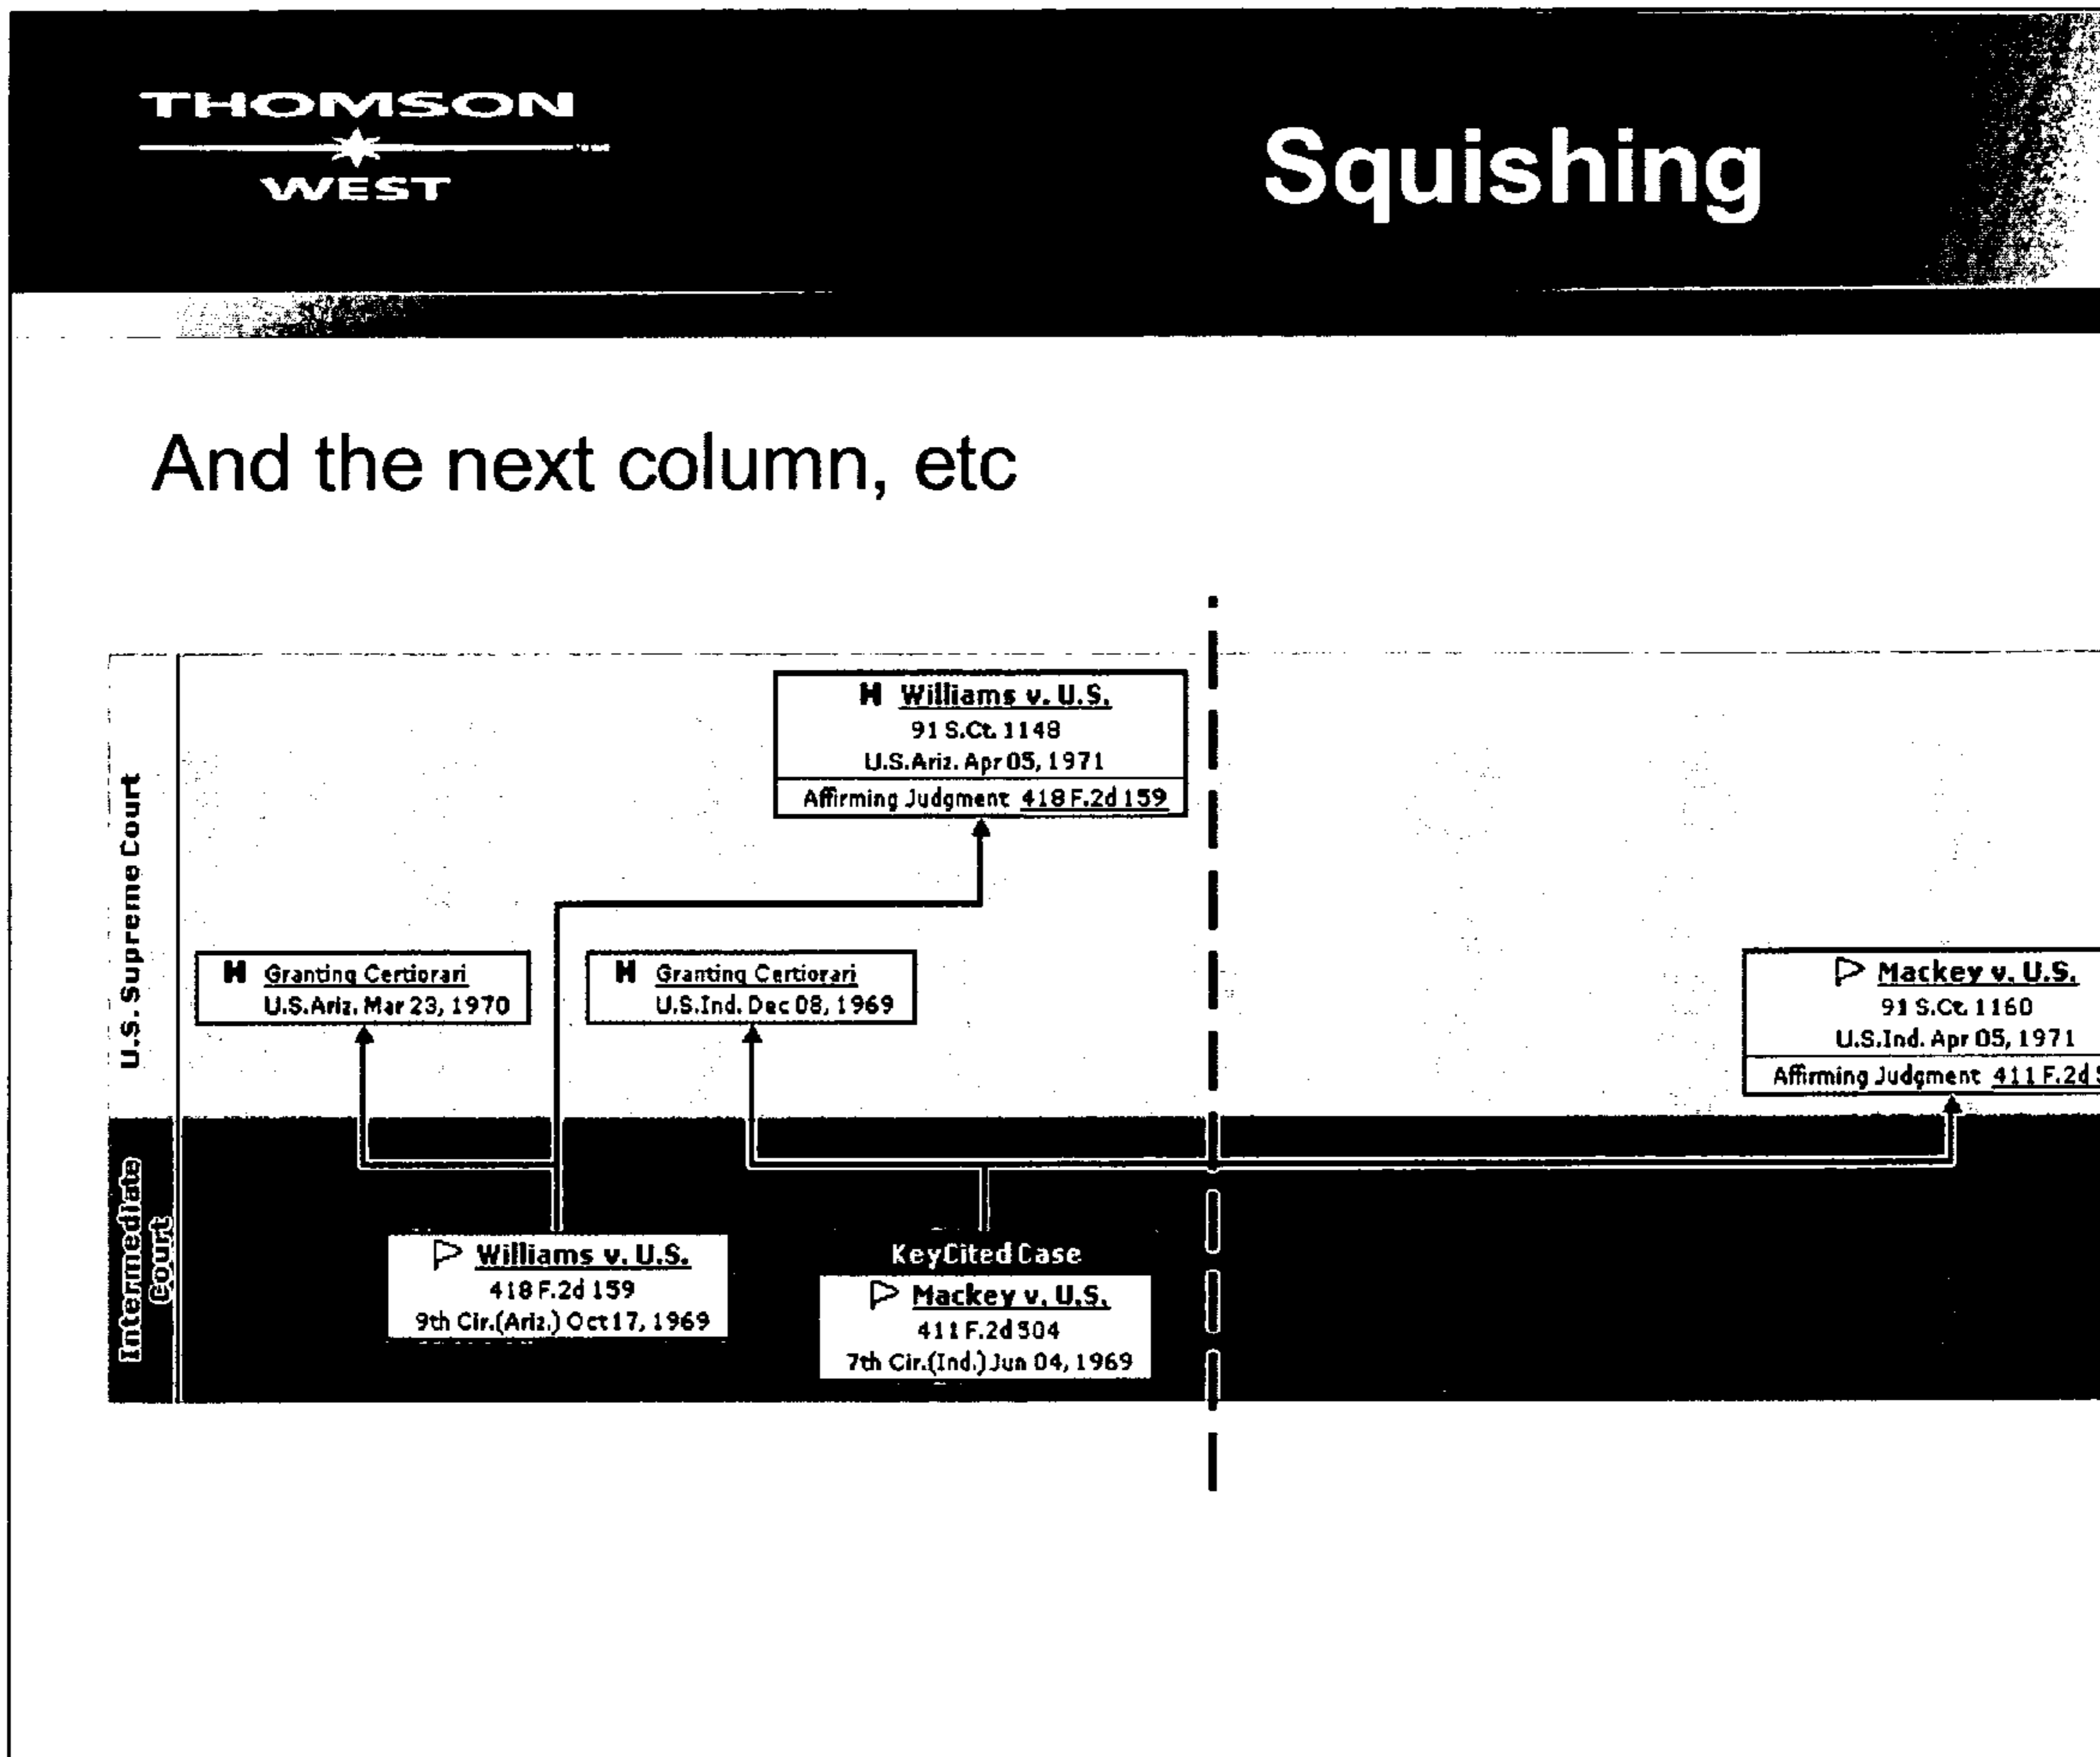 THOMSON
WEST
Squishing
And the next column, etc
U.S. Supreme Court
H Williams v. U.S.
91 S.Ct. 1148
U.S.Ariz. Apr 05, 1971
Affirming Judgment 418 F.2d 159
H Granting Certiorari
U.S.Ariz. Mar 23, 1970
H Granting Certiorari
U.S.Ind. Dec 08, 1969
Mackey v. U.S.
91 S.Ct. 1160
U.S.Ind. Apr 05, 1971
Affirming Judgment 411 F.2d
Intermediate
Court
Williams v. U.S.
418 F.2d 159
9th Cir.(Ariz.) Oct 17, 1969
KeyCited Case
Mackey v. U.S.
411 F.2d 504
7th Cir.(Ind.) Jun 04, 1969